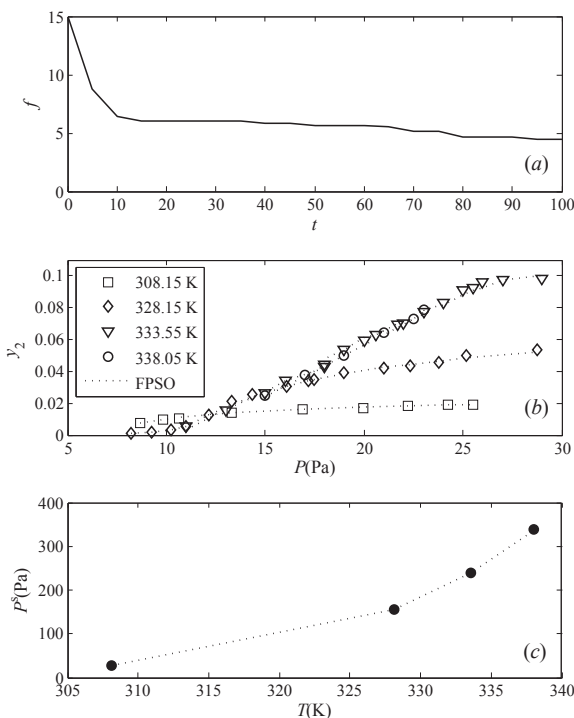 15
10
5
0
f
(a)
0 10 20 30 40 50 60 70 80 90 100
t
0.1
0.08
0.06
0.04
0.02
0
y2
308.15 K
328.15 K
333.55 K
338.05 K
FPSO
(b)
5 10 15 20 25 30
P(Pa)
400
300
200
100
0
Ps(Pa)
(c)
305 310 315 320 325 330 335 340
T(K)